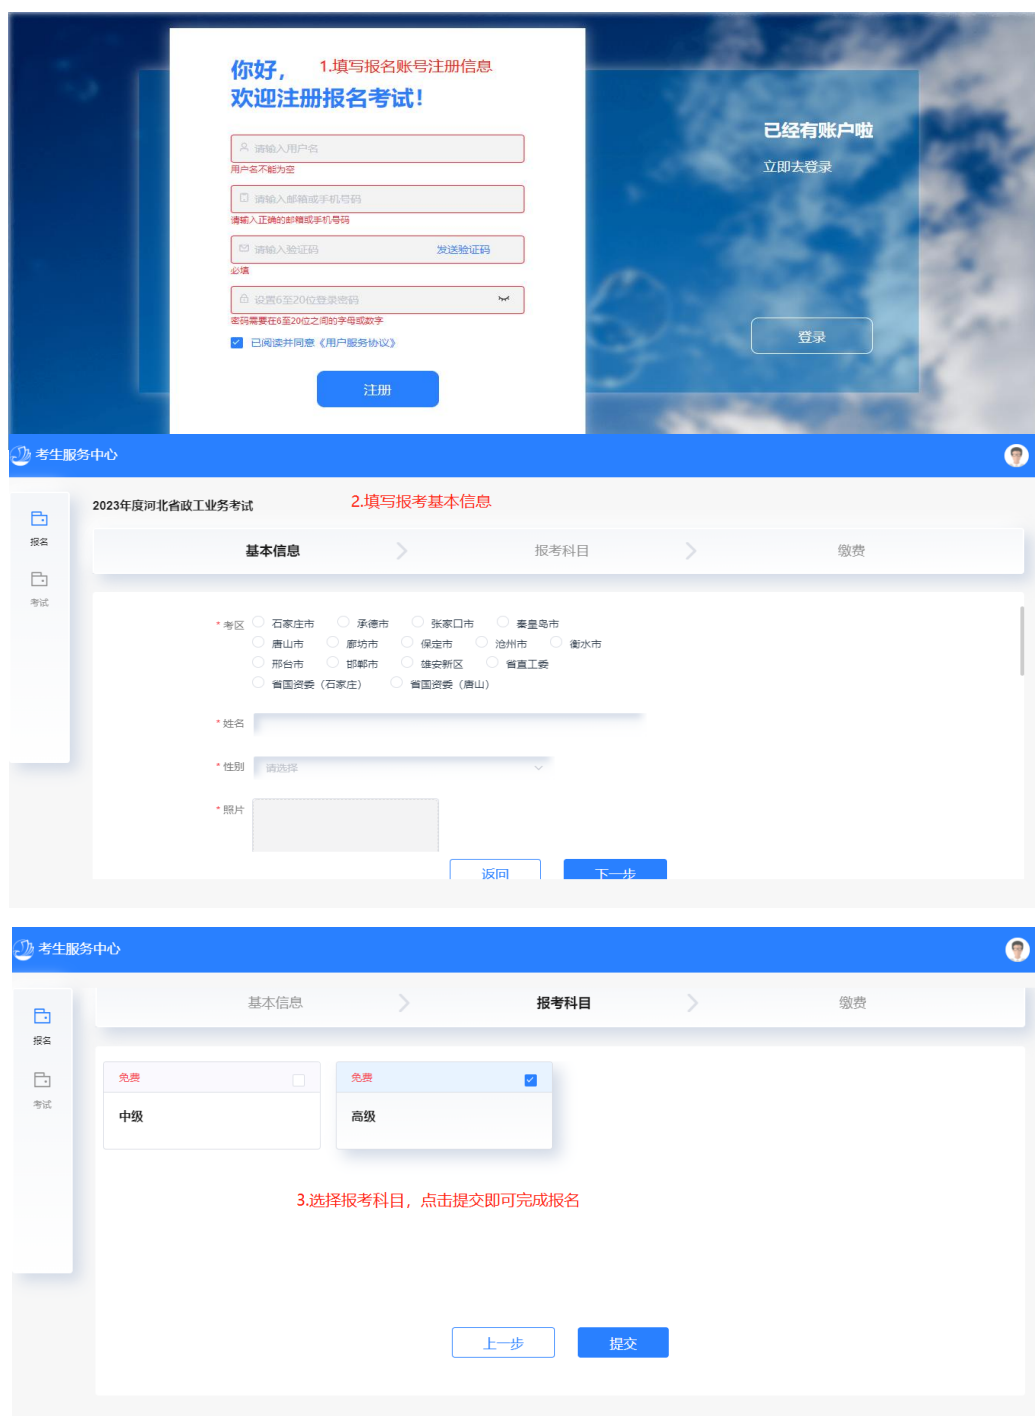 你好，
1.填写报名账号注册信息
欢迎注册报名考试！
请输入用户名
用户名不能为空
请输入邮箱或手机号码
请输入正确的邮箱或手机号码
请输入验证码
发送验证码
必填
设置6至20位登录密码
密码需要在6至20位之间的字母或数字
已阅读并同意《用户服务协议》
注册
已经有账户啦
立即去登录
登录
考生服务中心
报名
考试
2023年度河北省政工业务考试
2.填写报考基本信息
基本信息
报考科目
缴费
* 考区 石家庄市 承德市 张家口市 秦皇岛市
唐山市 廊坊市 保定市 沧州市 衡水市
邢台市 邯郸市 雄安新区 省直工委
省国资委（石家庄） 省国资委（唐山）
* 姓名
* 性别 请选择
* 照片
返回
下一步
考生服务中心
报名
考试
基本信息
报考科目
缴费
免费
中级
免费
高级
3.选择报考科目，点击提交即可完成报名
上一步
提交